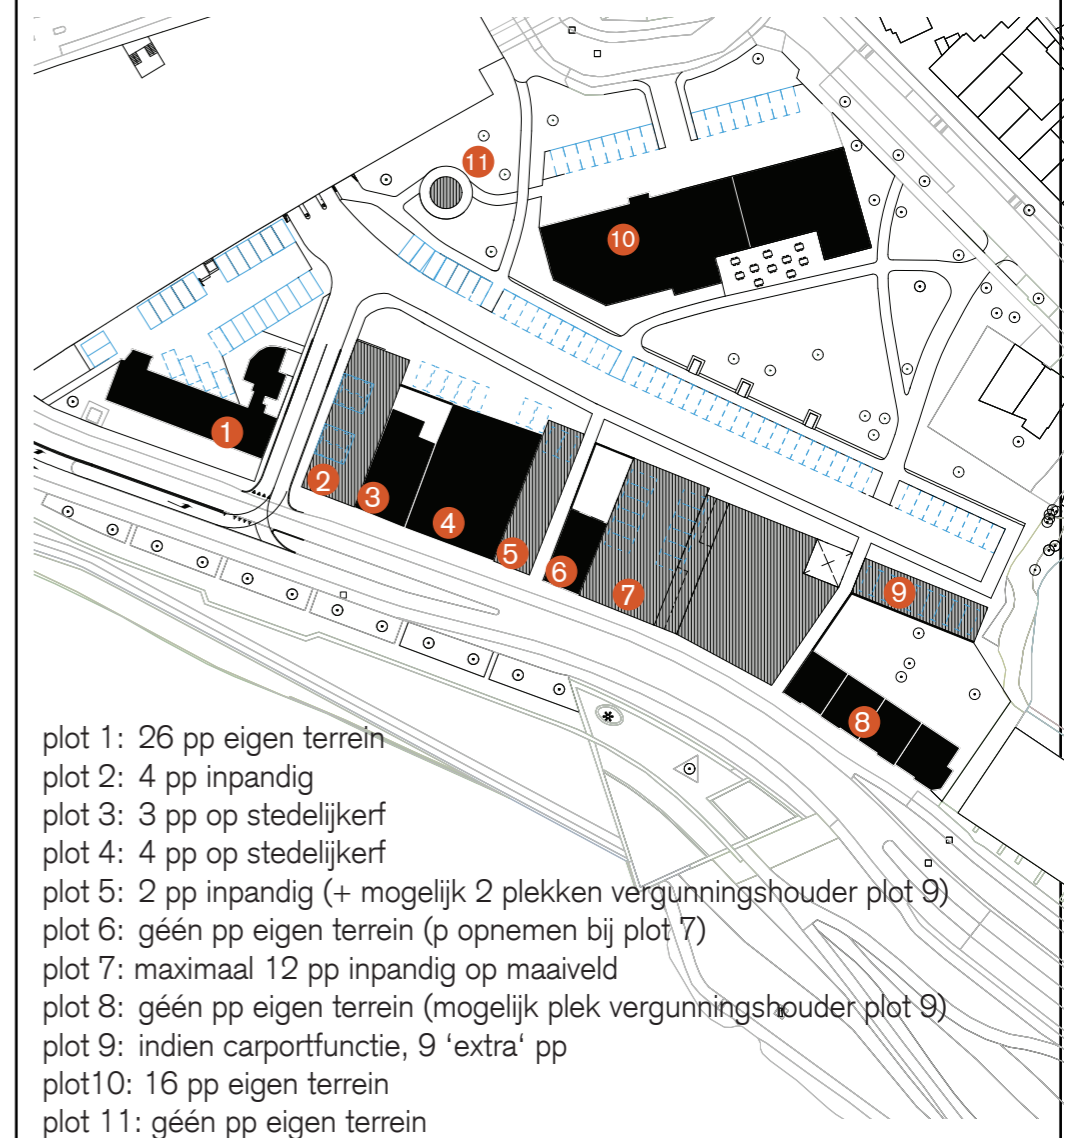 11
10
1
2
3
4
5
6
7
9
8
plot 1: 26 pp eigen terrein
plot 2: 4 pp inpandig
plot 3: 3 pp op stedelijkerf
plot 4: 4 pp op stedelijkerf
plot 5: 2 pp inpandig (+ mogelijk 2 plekken vergunningshouder plot 9)
plot 6: géén pp eigen terrein (p opnemen bij plot 7)
plot 7: maximaal 12 pp inpandig op maaiveld
plot 8: géén pp eigen terrein (mogelijk plek vergunningshouder plot 9)
plot 9: indien carportfunctie, 9 ‘extra‘ pp
plot10: 16 pp eigen terrein
plot 11: géén pp eigen terrein